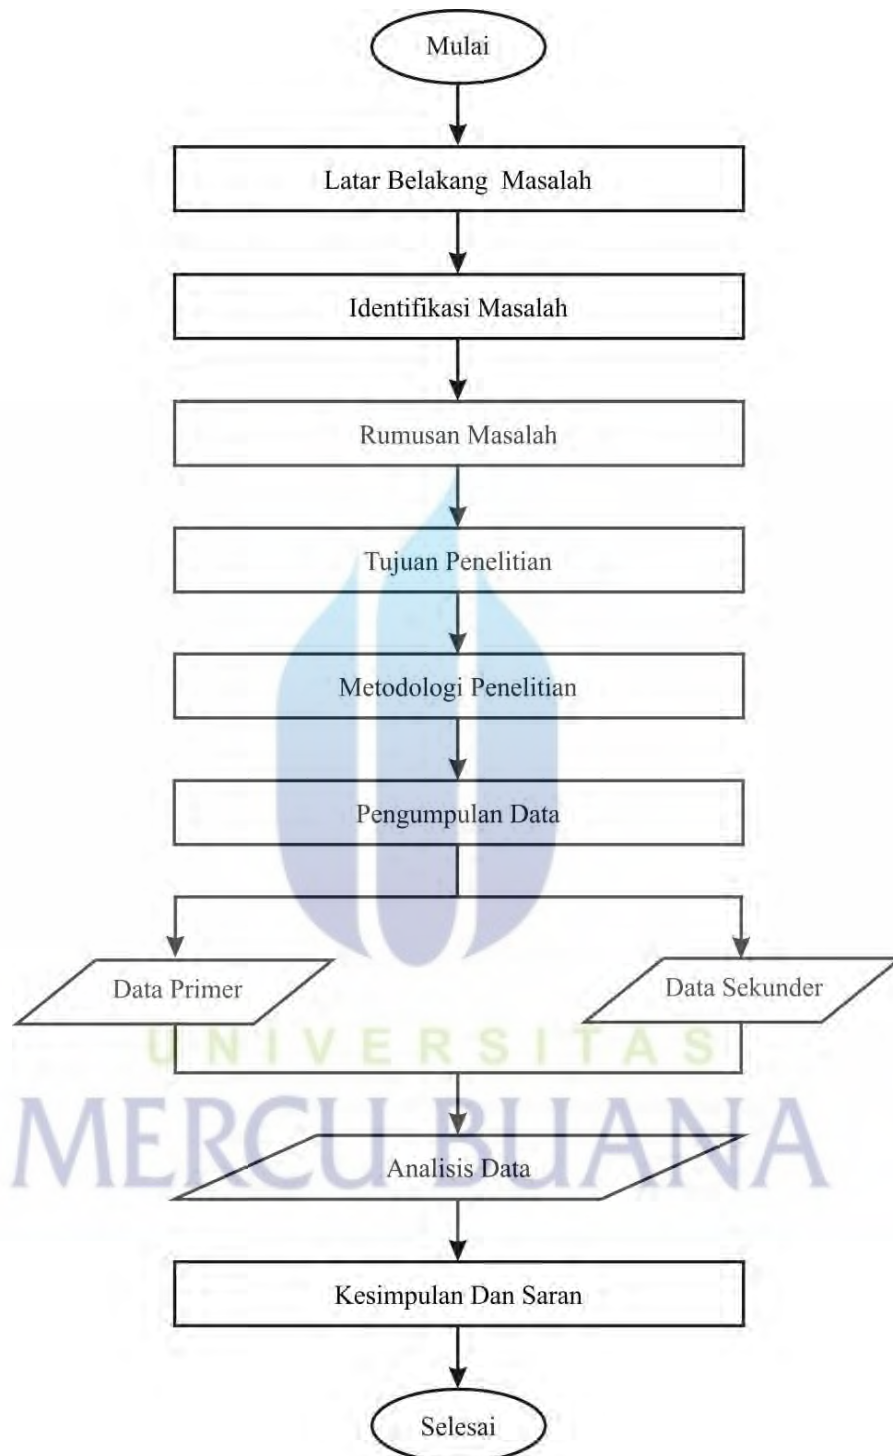 Mulai
Latar Belakang Masalah
Identifikasi Masalah
Rumusan Masalah
Tujuan Penelitian
Metodologi Penelitian
Pengumpulan Data
Data Primer
Data Sekunder
UNIVERSITAS
MERCU BUANA
Analisis Data
Kesimpulan Dan Saran
Selesai